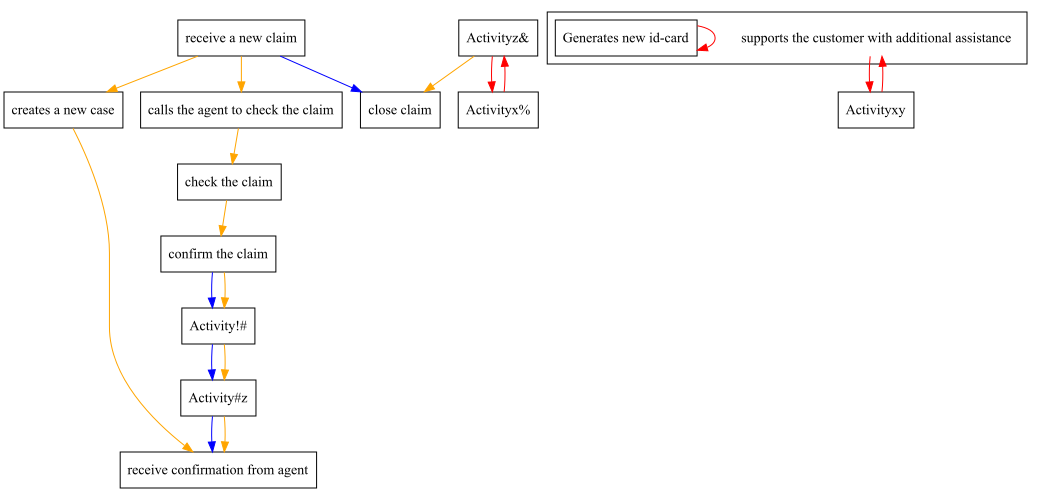 receive a new claim
Activityz&
Generates new id-card
supports the customer with additional assistance
creates a new case
calls the agent to check the claim
close claim
Activityx%
Activityxy
check the claim
confirm the claim
Activity!#
Activity#z
receive confirmation from agent